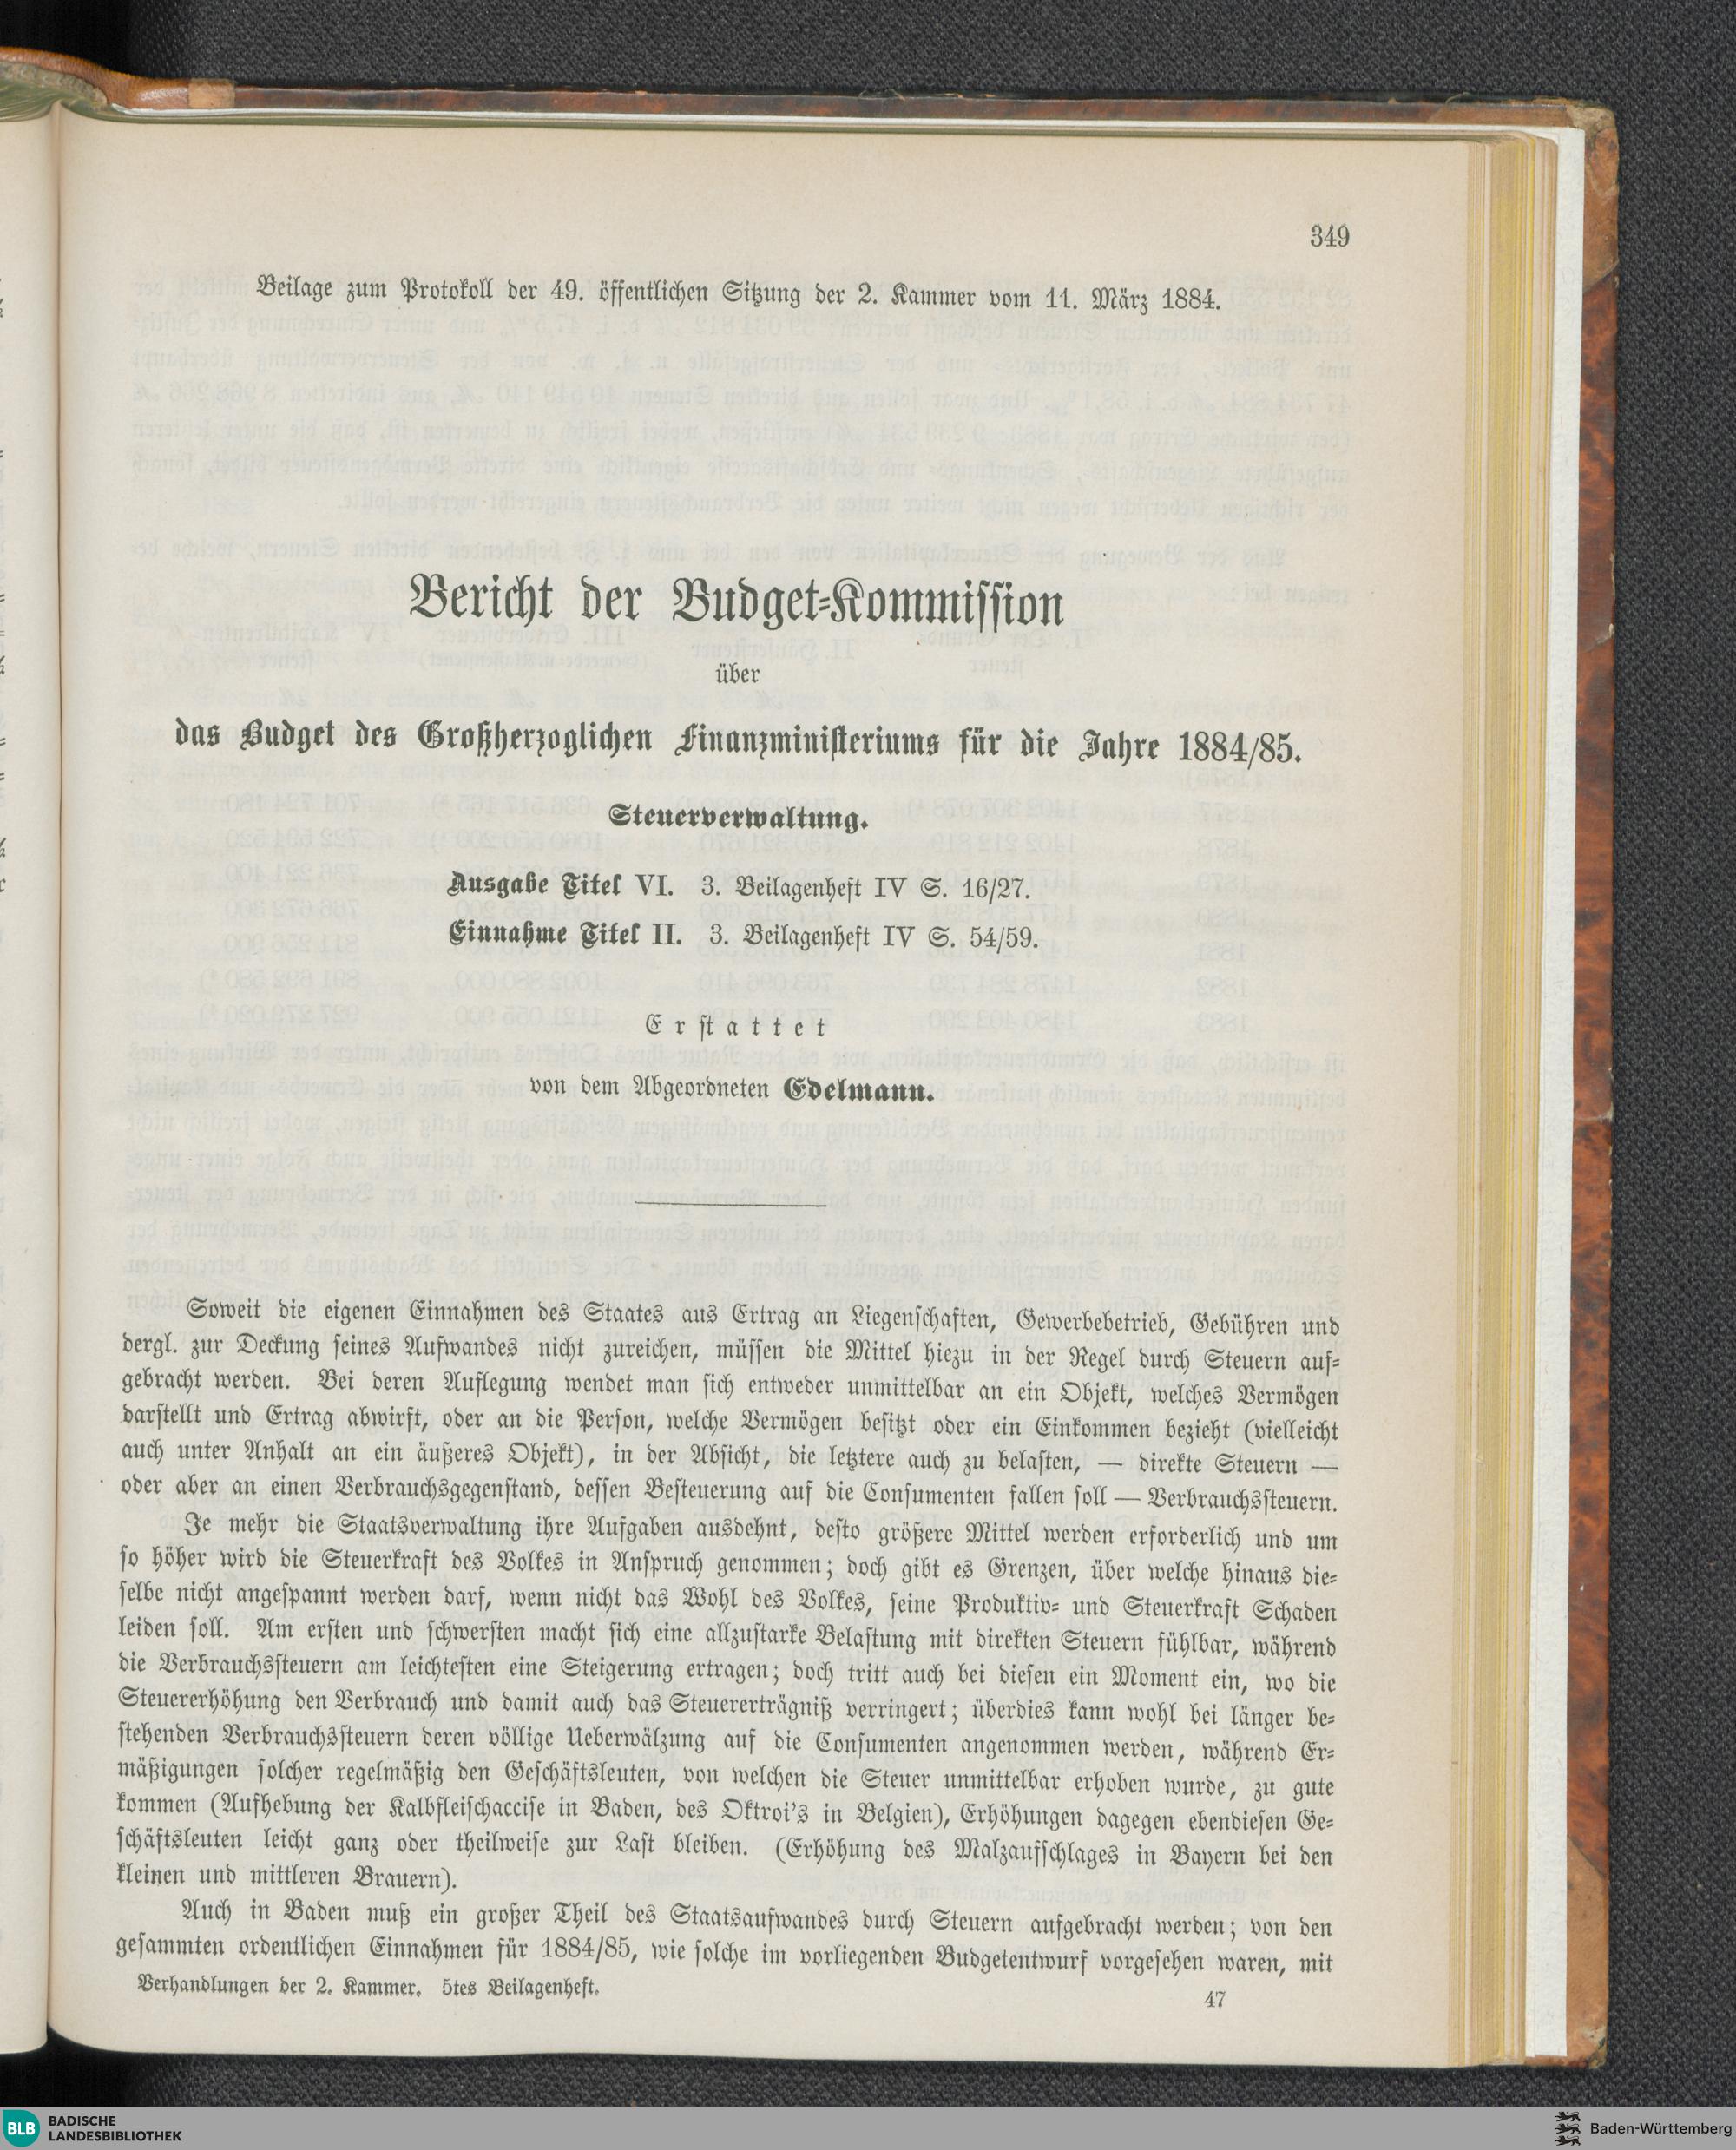 349
Beilage zum Protokoll der 49. öffentlichen Sitzung der 2. Kammer vom 11. März 1884.
Bericht der Budget-Kommission
über
das Budget des Großherzoglichen Finanzministeriums für die Jahre 1884/85.
Steuerverwaltung.
Ausgabe Titel VI. 3. Beilagenheft IV S. 16/27.
Einnahme Titel II. 3. Beilagenheft IV S. 54/59.
Erstattet
von dem Abgeordneten Edelmann.
Soweit die eigenen Einnahmen des Staates aus Ertrag an Liegenschaften, Gewerbebetrieb, Gebühren und
dergl. zur Deckung seines Aufwandes nicht zureichen, müssen die Mittel hiezu in der Regel durch Steuern auf-
gebracht werden. Bei deren Auflegung wendet man sich entweder unmittelbar an ein Objekt, welches Vermögen
darstellt und Ertrag abwirft, oder an die Person, welche Vermögen besitzt oder ein Einkommen bezieht (vielleicht
auch unter Anhalt an ein äußeres Objekt), in der Absicht, die letztere auch zu belasten, — direkte Steuern —
oder aber an einen Verbrauchsgegenstand, dessen Besteuerung auf die Consumenten fallen soll — Verbrauchssteuern.
Je mehr die Staatsverwaltung ihre Aufgaben ausdehnt, desto größere Mittel werden erforderlich und um
so höher wird die Steuerkraft des Volkes in Anspruch genommen; doch gibt es Grenzen, über welche hinaus die-
selbe nicht angespannt werden darf, wenn nicht das Wohl des Volkes, seine Produktiv- und Steuerkraft Schaden
leiden soll. Am ersten und schwersten macht sich eine allzustarke Belastung mit direkten Steuern fühlbar, während
die Verbrauchssteuern am leichtesten eine Steigerung ertragen; doch tritt auch bei diesen ein Moment ein, wo die
Steuererhöhung den Verbrauch und damit auch das Steuererträgniß verringert; überdies kann wohl bei länger be-
stehenden Verbrauchssteuern deren völlige Ueberwälzung auf die Consumenten angenommen werden, während Er-
mäßigungen solcher regelmäßig den Geschäftsleuten, von welchen die Steuer unmittelbar erhoben wurde, zu gute
kommen (Aufhebung der Kalbfleischaccise in Baden, des Oktroi's in Belgien), Erhöhungen dagegen ebendiesen Ge-
schäftsleuten leicht ganz oder theilweise zur Last bleiben. (Erhöhung des Malzaufschlages in Bayern bei den
kleinen und mittleren Brauern).
Auch in Baden muß ein großer Theil des Staatsaufwandes durch Steuern aufgebracht werden; von den
gesammten ordentlichen Einnahmen für 1884/85, wie solche im vorliegenden Budgetentwurf vorgesehen waren, mit
Verhandlungen der 2. Kammer. 5tes Beilagenheft.
47
BLB
BADISCHE
LANDESBIBLIOTHEK
Baden-Württemberg